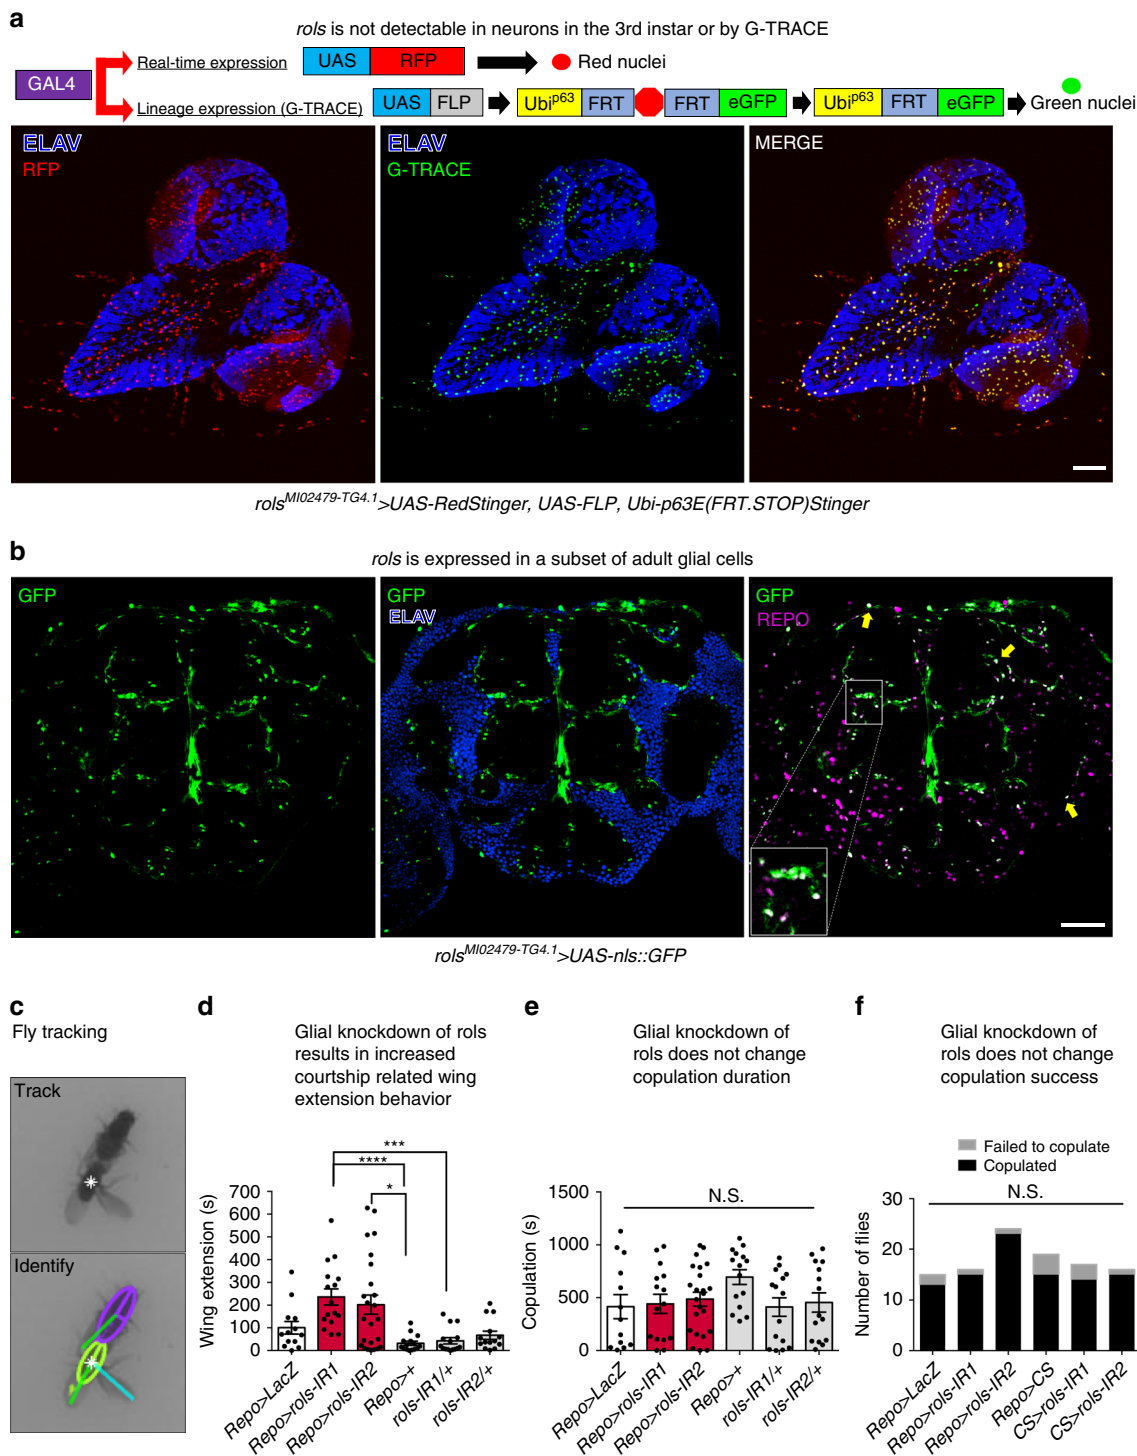 a
rols is not detectable in neurons in the 3rd instar or by G-TRACE
GAL4
Real-time expression
UAS RFP
Red nuclei
Lineage expression (G-TRACE)
UAS FLP
Ubi^p63 FRT FRT eGFP
Ubi^p63 FRT eGFP
Green nuclei
ELAV
RFP
ELAV
G-TRACE
MERGE
rols^MI02479-TG4.1>UAS-RedStinger, UAS-FLP, Ubi-p63E(FRT.STOP)Stinger
b
rols is expressed in a subset of adult glial cells
GFP
GFP
ELAV
GFP
REPO
rols^MI02479-TG4.1>UAS-nls::GFP
c
Fly tracking
Track
Identify
d
Glial knockdown of rols
results in increased
courtship related wing
extension behavior
***
****
*
Wing extension (s)
700
600
500
400
300
200
100
0
Repo>LacZ
Repo>rols-IR1
Repo>rols-IR2
Repo>+
rols-IR1/+
rols-IR2/+
e
Glial knockdown of
rols does not change
copulation duration
N.S.
Copulation (s)
1500
1000
500
0
Repo>LacZ
Repo>rols-IR1
Repo>rols-IR2
Repo>+
rols-IR1/+
rols-IR2/+
f
Glial knockdown of
rols does not change
copulation success
Failed to copulate
Copulated
N.S.
Number of flies
30
20
10
0
Repo>LacZ
Repo>rols-IR1
Repo>rols-IR2
Repo>CS
CS>rols-IR1
CS>rols-IR2